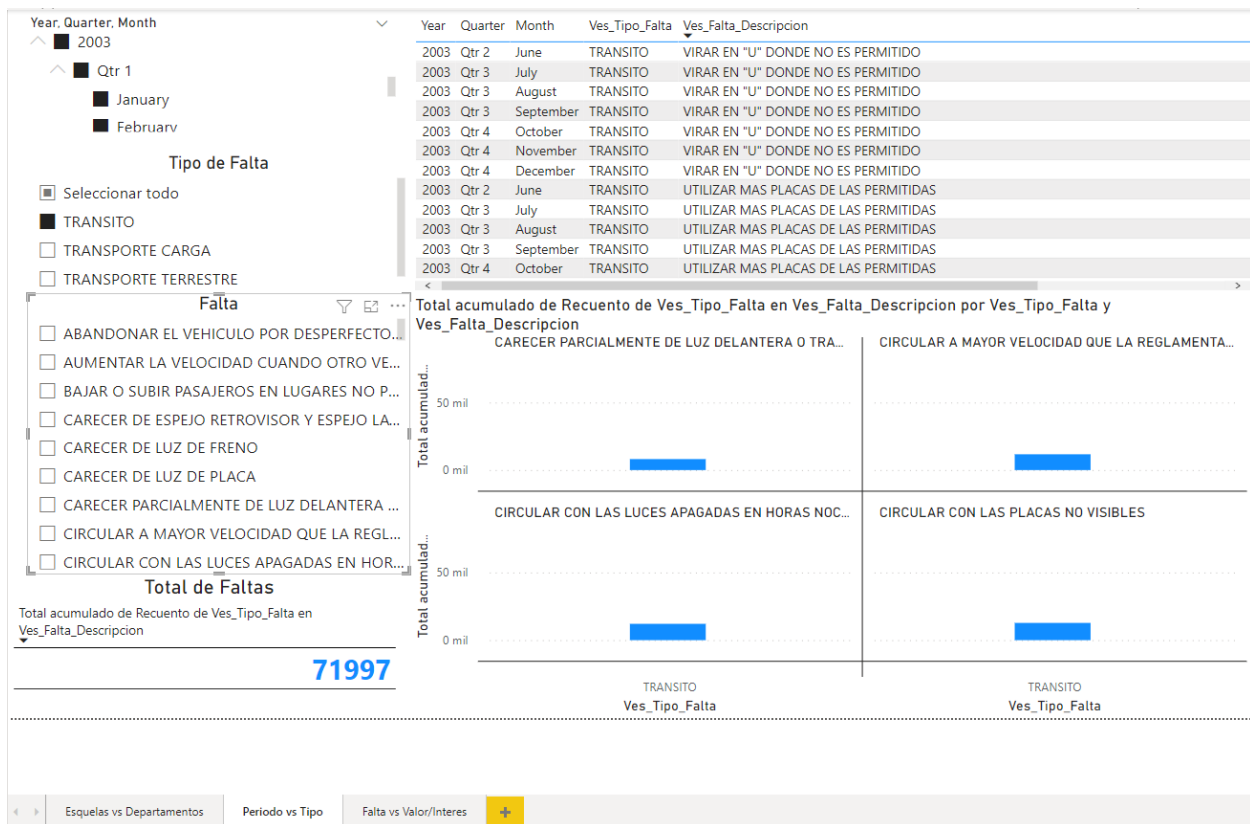 Year, Quarter, Month
2003
Qtr 1
January
February
Tipo de Falta
Seleccionar todo
TRANSITO
TRANSPORTE CARGA
TRANSPORTE TERRESTRE
Falta
ABANDONAR EL VEHICULO POR DESPERFECTO...
AUMENTAR LA VELOCIDAD CUANDO OTRO VE...
BAJAR O SUBIR PASAJEROS EN LUGARES NO P...
CARECER DE ESPEJO RETROVISOR Y ESPEJO LA...
CARECER DE LUZ DE FRENO
CARECER DE LUZ DE PLACA
CARECER PARCIALMENTE DE LUZ DELANTERA ...
CIRCULAR A MAYOR VELOCIDAD QUE LA REGL...
CIRCULAR CON LAS LUCES APAGADAS EN HOR...
Total de Faltas
Total acumulado de Recuento de Ves_Tipo_Falta en
Ves_Falta_Descripcion
71997
Year Quarter Month Ves_Tipo_Falta Ves_Falta_Descripcion
2003 Qtr 2 June TRANSITO VIRAR EN "U" DONDE NO ES PERMITIDO
2003 Qtr 3 July TRANSITO VIRAR EN "U" DONDE NO ES PERMITIDO
2003 Qtr 3 August TRANSITO VIRAR EN "U" DONDE NO ES PERMITIDO
2003 Qtr 3 September TRANSITO VIRAR EN "U" DONDE NO ES PERMITIDO
2003 Qtr 4 October TRANSITO VIRAR EN "U" DONDE NO ES PERMITIDO
2003 Qtr 4 November TRANSITO VIRAR EN "U" DONDE NO ES PERMITIDO
2003 Qtr 4 December TRANSITO VIRAR EN "U" DONDE NO ES PERMITIDO
2003 Qtr 2 June TRANSITO UTILIZAR MAS PLACAS DE LAS PERMITIDAS
2003 Qtr 3 July TRANSITO UTILIZAR MAS PLACAS DE LAS PERMITIDAS
2003 Qtr 3 August TRANSITO UTILIZAR MAS PLACAS DE LAS PERMITIDAS
2003 Qtr 3 September TRANSITO UTILIZAR MAS PLACAS DE LAS PERMITIDAS
2003 Qtr 4 October TRANSITO UTILIZAR MAS PLACAS DE LAS PERMITIDAS
Total acumulado de Recuento de Ves_Tipo_Falta en Ves_Falta_Descripcion por Ves_Tipo_Falta y
Ves_Falta_Descripcion
CARECER PARCIALMENTE DE LUZ DELANTERA O TRA... CIRCULAR A MAYOR VELOCIDAD QUE LA REGLAMENTA...
Total acumulad...
50 mil
0 mil
CIRCULAR CON LAS LUCES APAGADAS EN HORAS NOC... CIRCULAR CON LAS PLACAS NO VISIBLES
Total acumulad...
50 mil
0 mil
TRANSITO TRANSITO
Ves_Tipo_Falta Ves_Tipo_Falta
Esquelas vs Departamentos Periodo vs Tipo Falta vs Valor/Interes